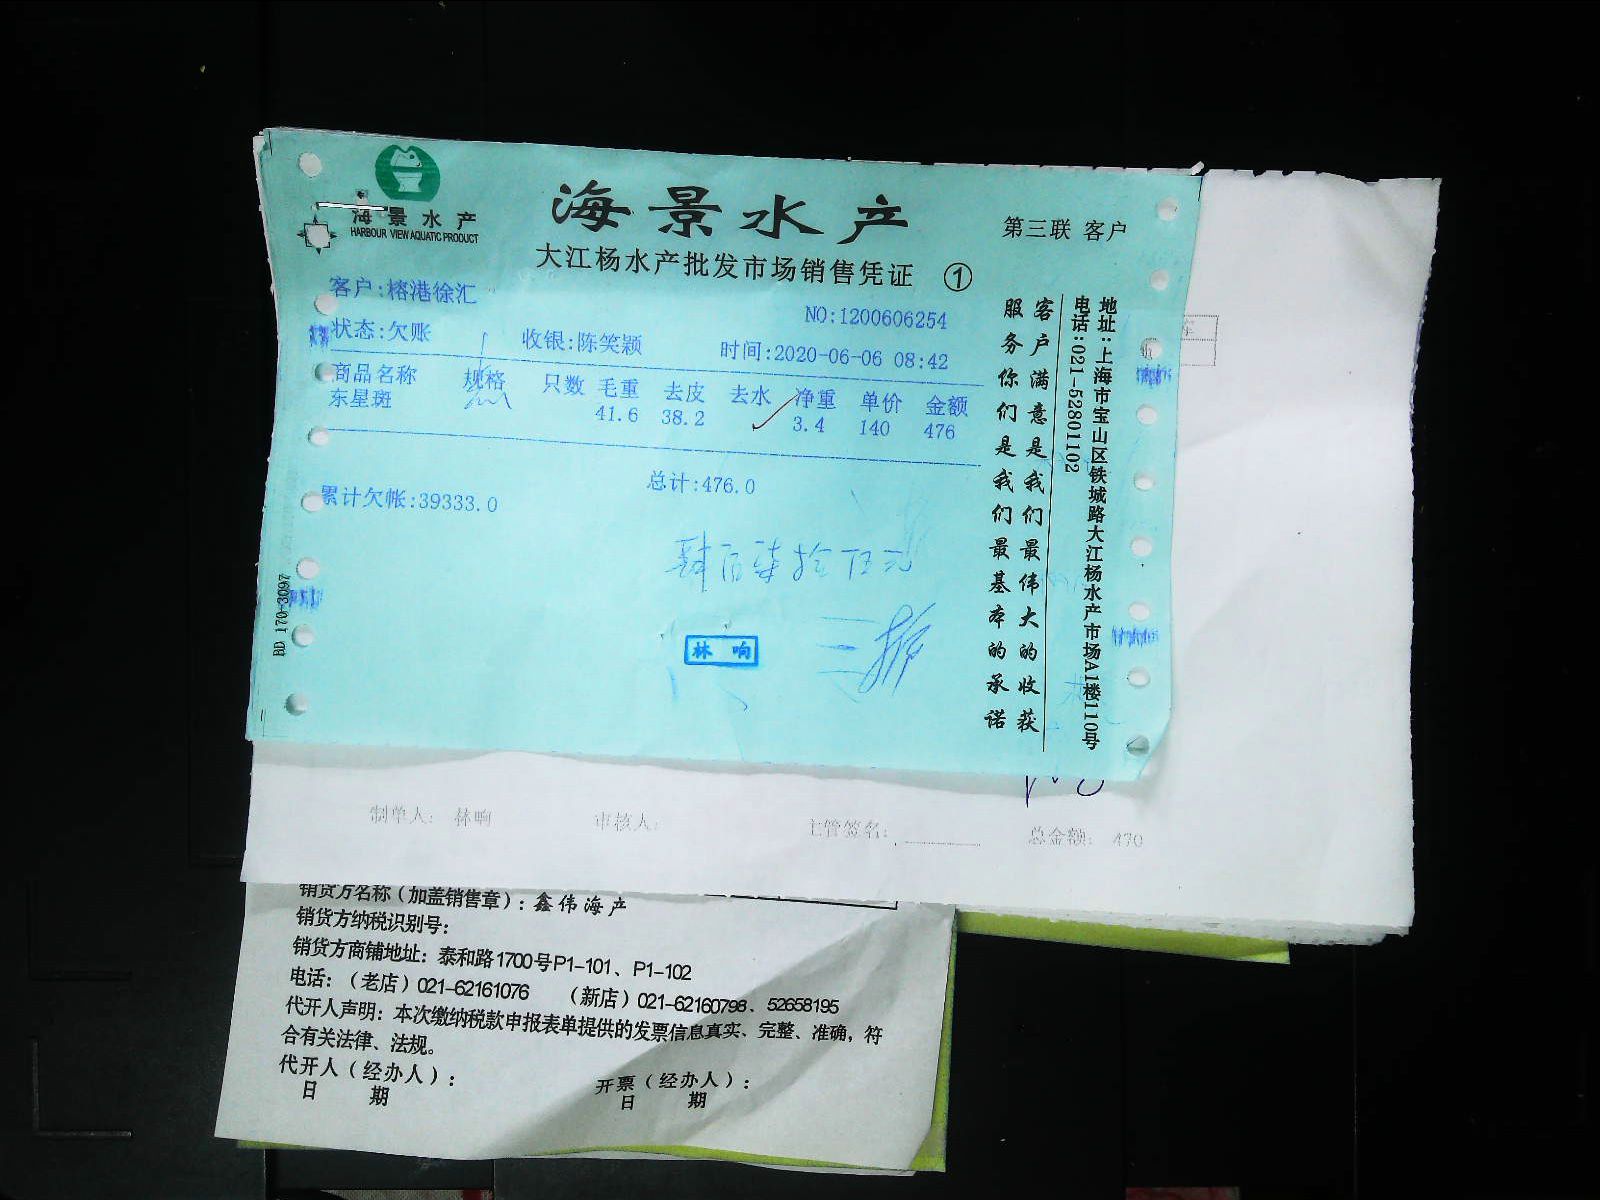 海景水产
HARBOUR VIEW AQUATIC PRODUCT
海景水产
大江杨水产批发市场销售凭证 ①
第三联 客户
客户:榕港徐汇
NO:1200606254
状态:欠账 收银:陈笑颖 时间:2020-06-06 08:42
商品名称 规格 只数 毛重 去皮 去水 净重 单价 金额
东星斑 41.6 38.2 3.4 140 476
总计:476.0
累计欠帐:39333.0
肆佰柒拾伍元
林响
BD 170-3097
客户满意是我们最伟大的收获
服务你们是我们最基本的承诺
地址:上海市宝山区铁城路大江杨水产市场A1楼110号
电话:021-52801102
制单人: 林响 审核人: 主管签名: 总金额: 470
销货方名称(加盖销售章):鑫伟海产
销货方纳税识别号:
销货方商铺地址:泰和路1700号P1-101、P1-102
电话:(老店)021-62161076 (新店)021-62160798、52658195
代开人声明:本次缴纳税款申报表单提供的发票信息真实、完整、准确,符
合有关法律、法规。
代开人(经办人): 开票(经办人):
日 期 日 期